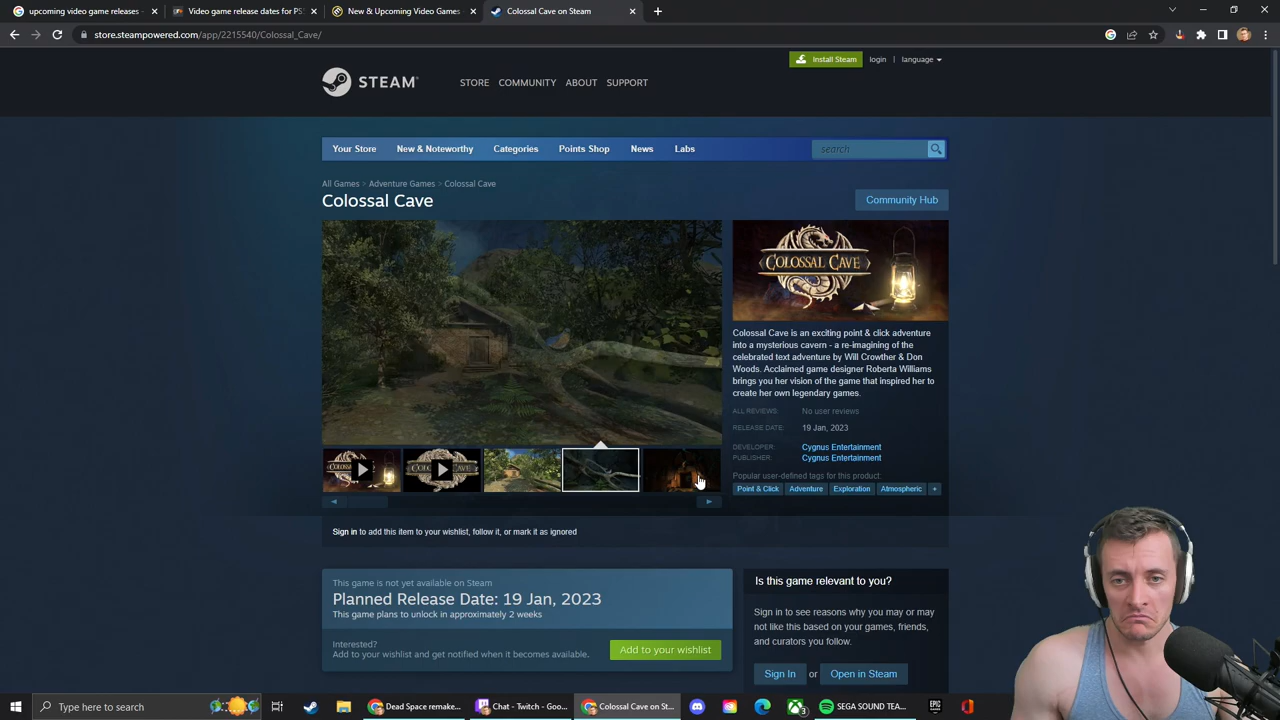 upcoming video game releases -
Video game release dates for PS
New & Upcoming Video Games
Colossal Cave on Steam
store.steampowered.com/app/2215540/Colossal_Cave/
Install Steam
login | language
STEAM
STORE COMMUNITY ABOUT SUPPORT
Your Store New & Noteworthy Categories Points Shop News Labs search
All Games > Adventure Games > Colossal Cave
Colossal Cave
Community Hub
COLOSSAL CAVE
Colossal Cave is an exciting point & click adventure
into a mysterious cavern - a re-imagining of the
celebrated text adventure by Will Crowther & Don
Woods. Acclaimed game designer Roberta Williams
brings you her vision of the game that inspired her to
create her own legendary games.
ALL REVIEWS: No user reviews
RELEASE DATE: 19 Jan, 2023
DEVELOPER: Cygnus Entertainment
PUBLISHER: Cygnus Entertainment
Popular user-defined tags for this product:
Point & Click Adventure Exploration Atmospheric +
COLOSSAL CAVE
COLOSSAL CAVE
Sign in to add this item to your wishlist, follow it, or mark it as ignored
This game is not yet available on Steam
Planned Release Date: 19 Jan, 2023
This game plans to unlock in approximately 2 weeks
Interested?
Add to your wishlist and get notified when it becomes available.
Add to your wishlist
Is this game relevant to you?
Sign in to see reasons why you may or may
not like this based on your games, friends,
and curators you follow.
Sign In or Open in Steam
Type here to search
Dead Space remake...
Chat - Twitch - Goo...
Colossal Cave on St...
3
SEGA SOUND TEA...
EPIC